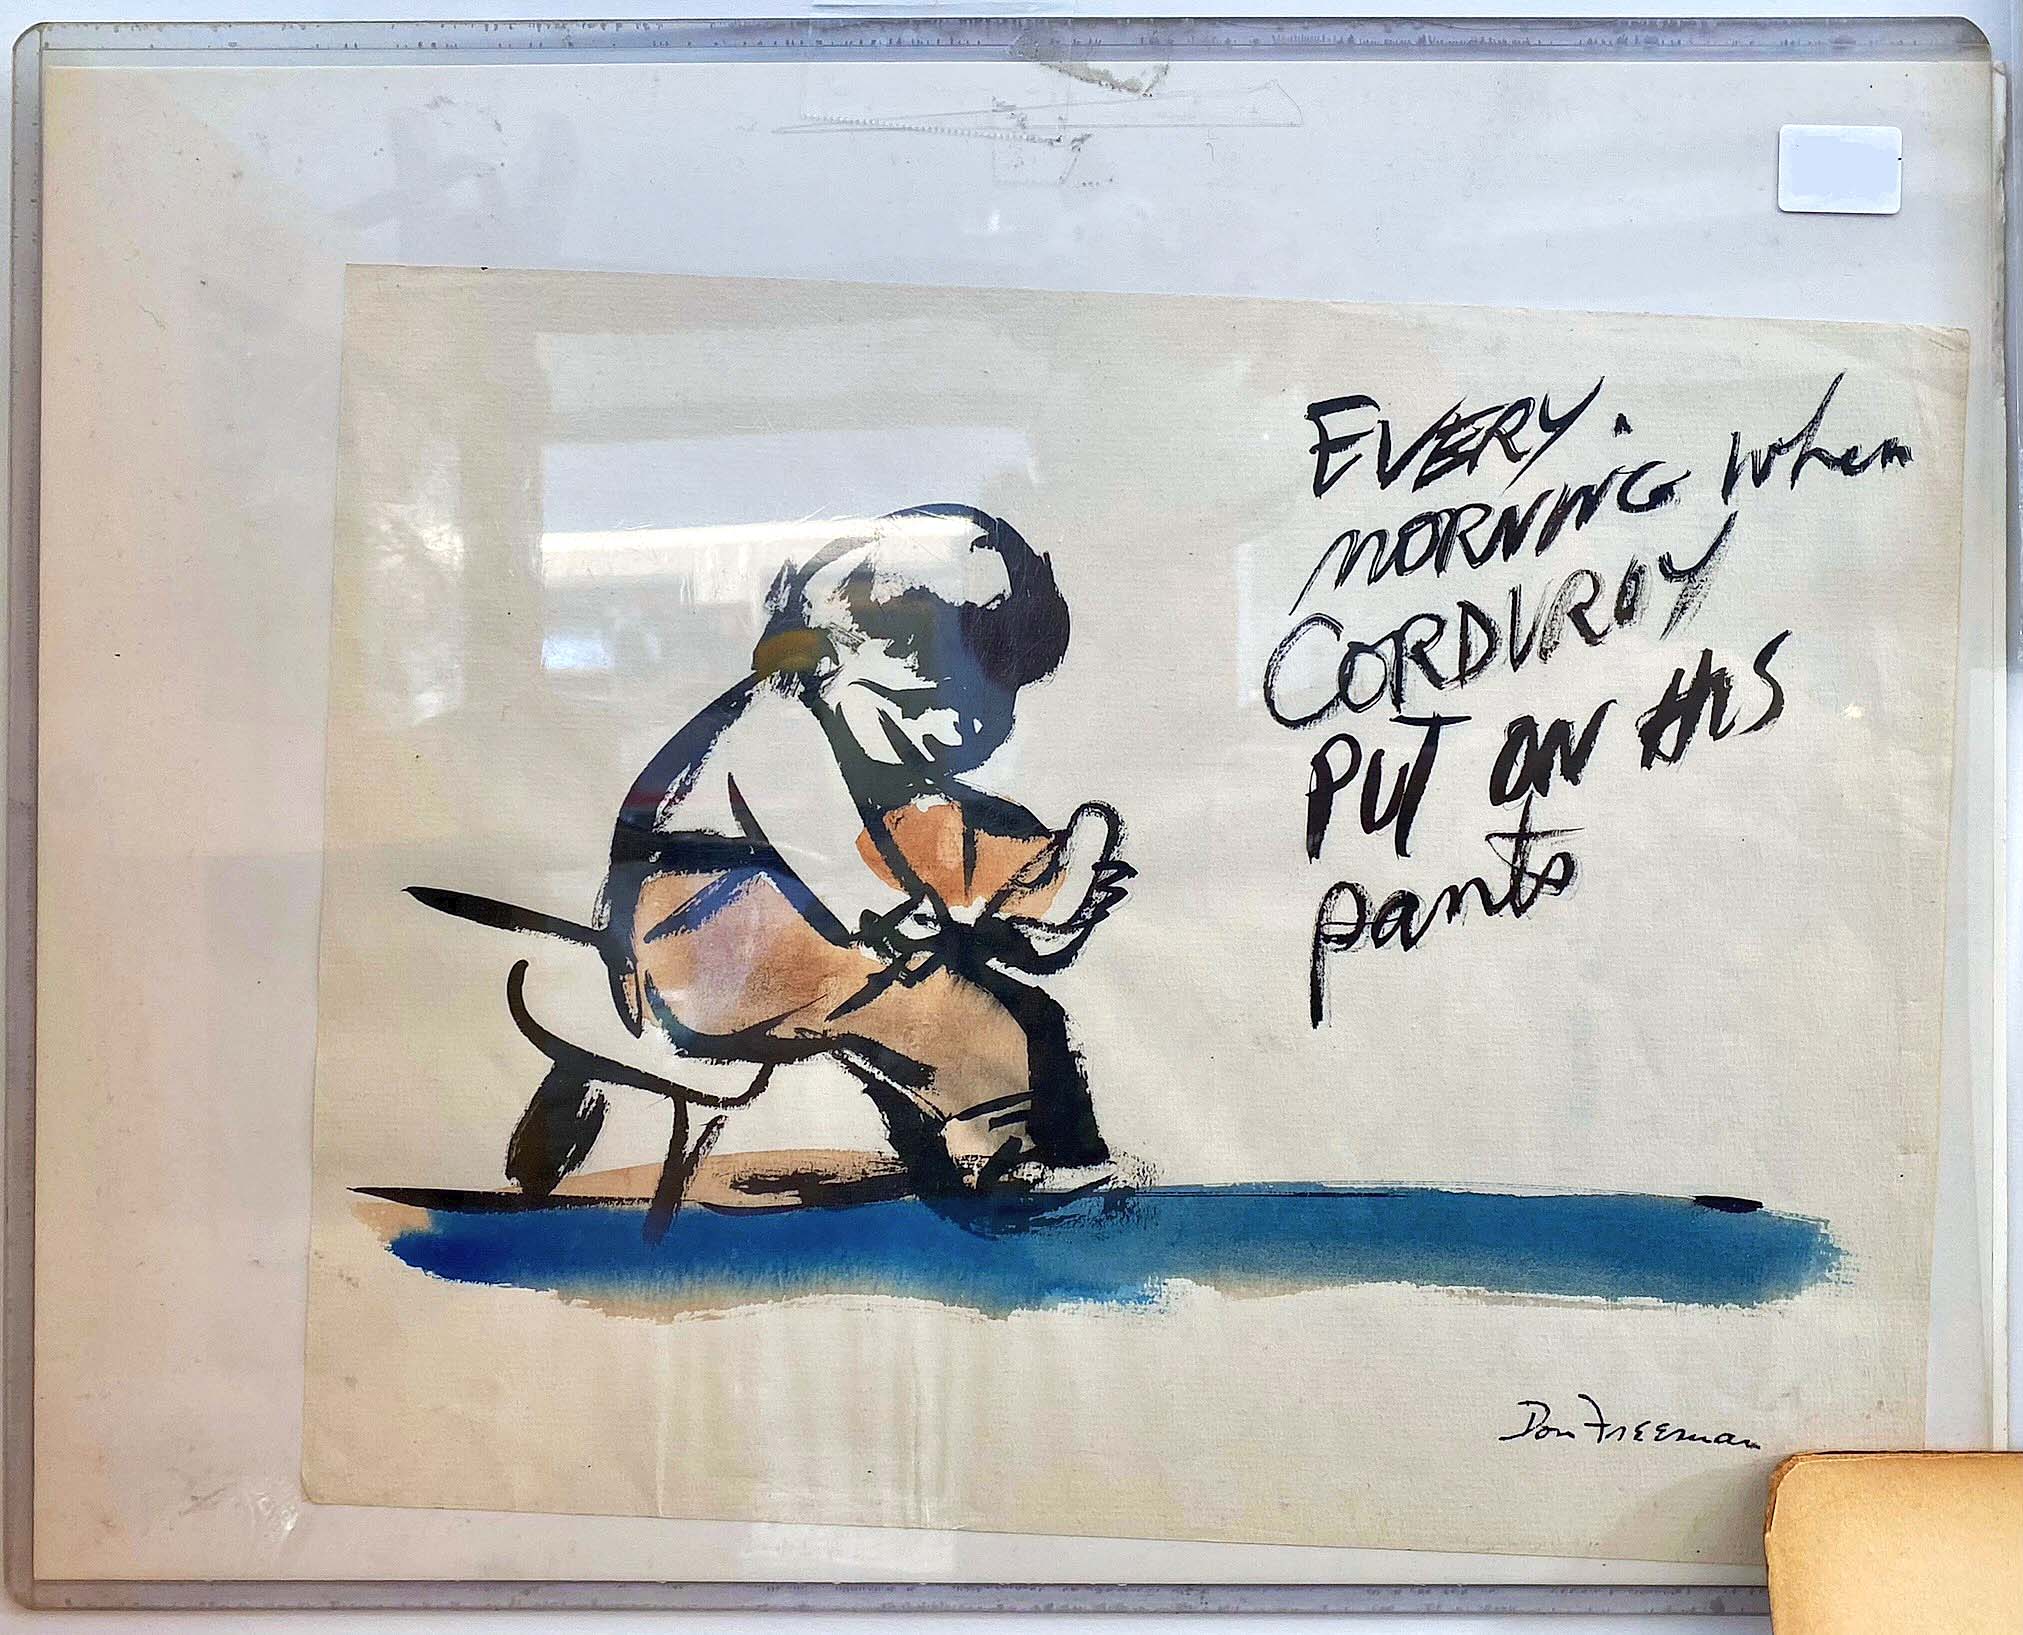 EVERY.
MORNING when
CORDUROY
PUT ON HIS
pants
Don Freeman